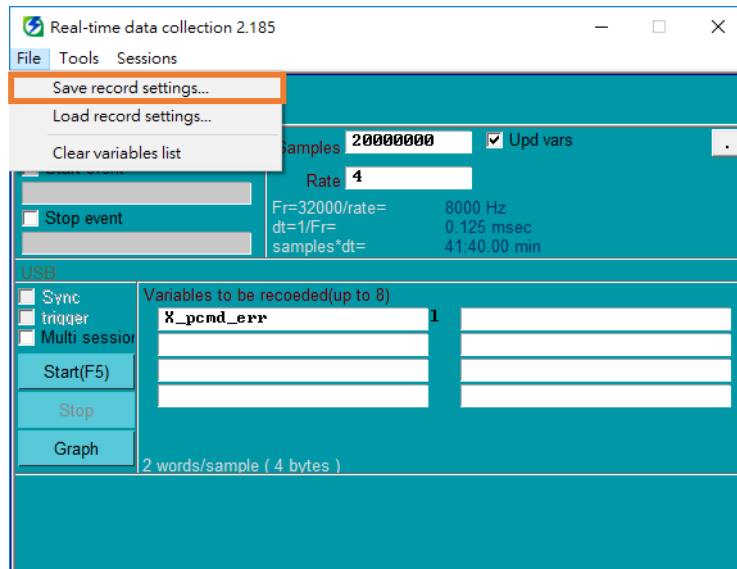 Real-time data collection 2.185
File Tools Sessions
Save record settings...
Load record settings...
Clear variables list
Samples 20000000 Upd vars .
Start event
Rate 4
Stop event
Fr=32000/rate= 8000 Hz
dt=1/Fr= 0.125 msec
samples*dt= 41:40.00 min
USB
Sync
trigger
Multi session
Variables to be recoeded(up to 8)
X_pcmd_err 1
Start(F5)
Stop
Graph
2 words/sample ( 4 bytes )